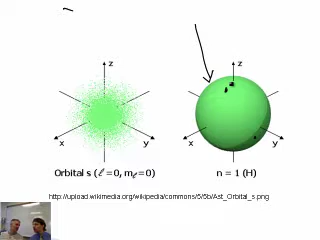 z z
x y x y
Orbital s (ℓ=0, mℓ=0) n = 1 (H)
http://upload.wikimedia.org/wikipedia/commons/5/5b/Ast_Orbital_s.png